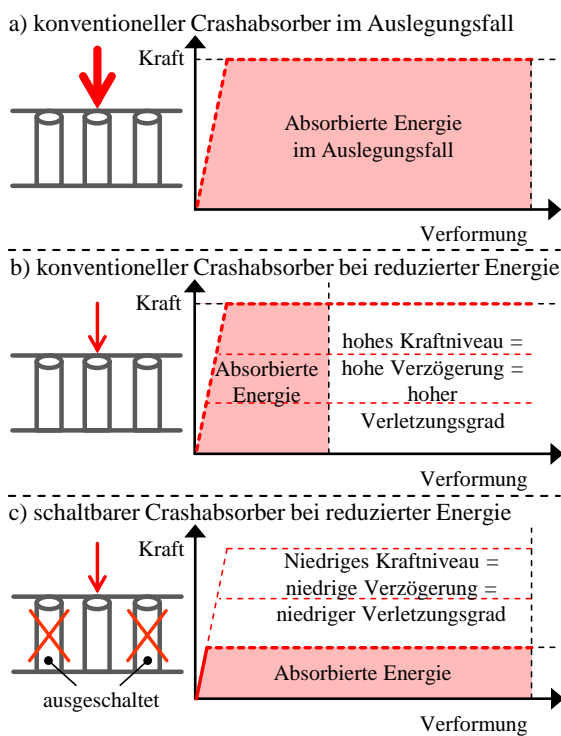 a) konventioneller Crashabsorber im Auslegungsfall
Kraft
Absorbierte Energie
im Auslegungsfall
Verformung
b) konventioneller Crashabsorber bei reduzierter Energie
Kraft
hohes Kraftniveau =
Absorbierte
hohe Verzögerung =
Energie
hoher
Verletzungsgrad
Verformung
c) schaltbarer Crashabsorber bei reduzierter Energie
Kraft
Niedriges Kraftniveau =
niedrige Verzögerung =
niedriger Verletzungsgrad
Absorbierte Energie
ausgeschaltet
Verformung